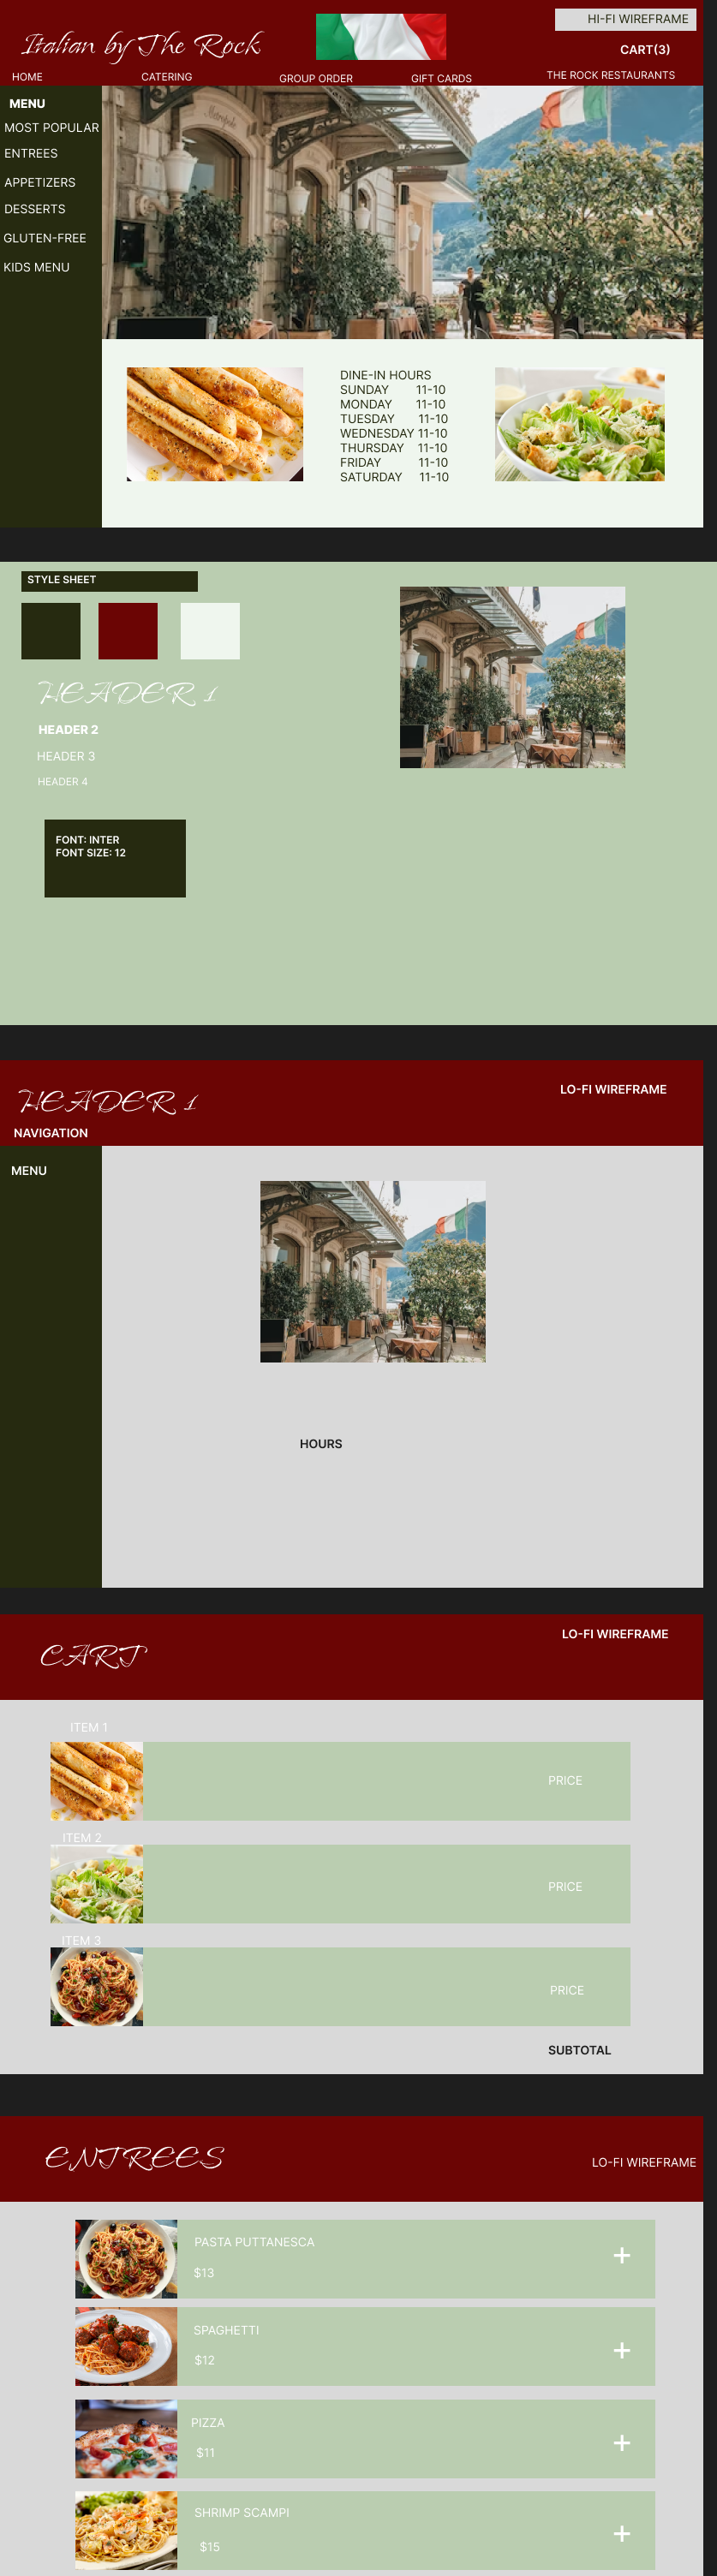 HI-FI WIREFRAME
Italian by The Rock
CART(3)
HOME
CATERING
GROUP ORDER
GIFT CARDS
THE ROCK RESTAURANTS
MENU
MOST POPULAR
ENTREES
APPETIZERS
DESSERTS
GLUTEN-FREE
KIDS MENU
Metropole
DINE-IN HOURS
SUNDAY 11-10
MONDAY 11-10
TUESDAY 11-10
WEDNESDAY 11-10
THURSDAY 11-10
FRIDAY 11-10
SATURDAY 11-10
STYLE SHEET
HEADER 1
HEADER 2
HEADER 3
HEADER 4
FONT: INTER
FONT SIZE: 12
HEADER 1
LO-FI WIREFRAME
NAVIGATION
MENU
HOURS
LO-FI WIREFRAME
CART
ITEM 1
PRICE
ITEM 2
PRICE
ITEM 3
PRICE
SUBTOTAL
ENTREES
LO-FI WIREFRAME
PASTA PUTTANESCA
$13
+
SPAGHETTI
$12
+
PIZZA
$11
+
SHRIMP SCAMPI
$15
+